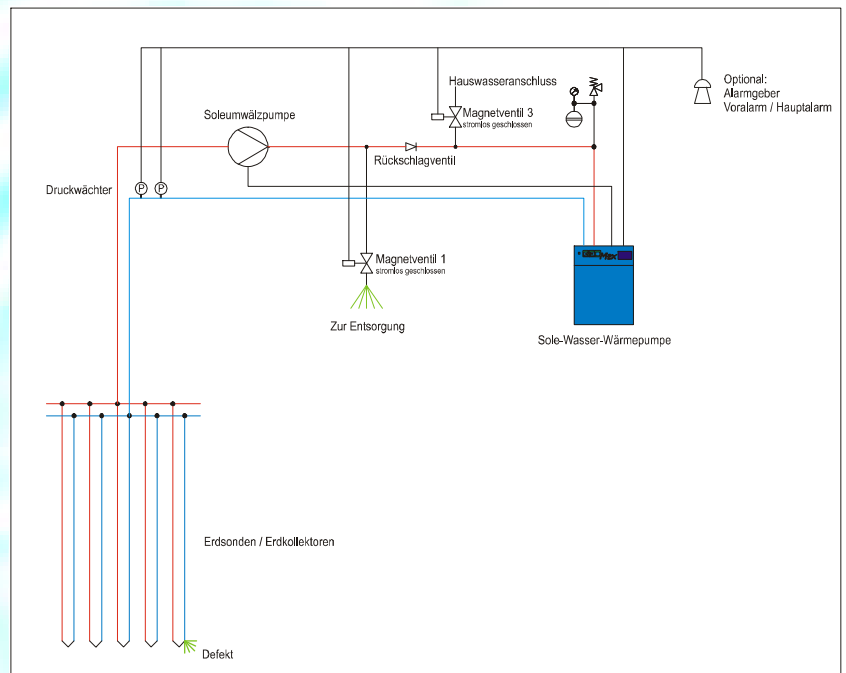 Hauswasseranschluss
Optional:
Alarmgeber
Voralarm / Hauptalarm
Soleumwälzpumpe
Magnetventil 3
stromlos geschlossen
Rückschlagventil
Druckwächter
P
P
Magnetventil 1
stromlos geschlossen
Zur Entsorgung
Sole-Wasser-Wärmepumpe
Erdsonden / Erdkollektoren
Defekt